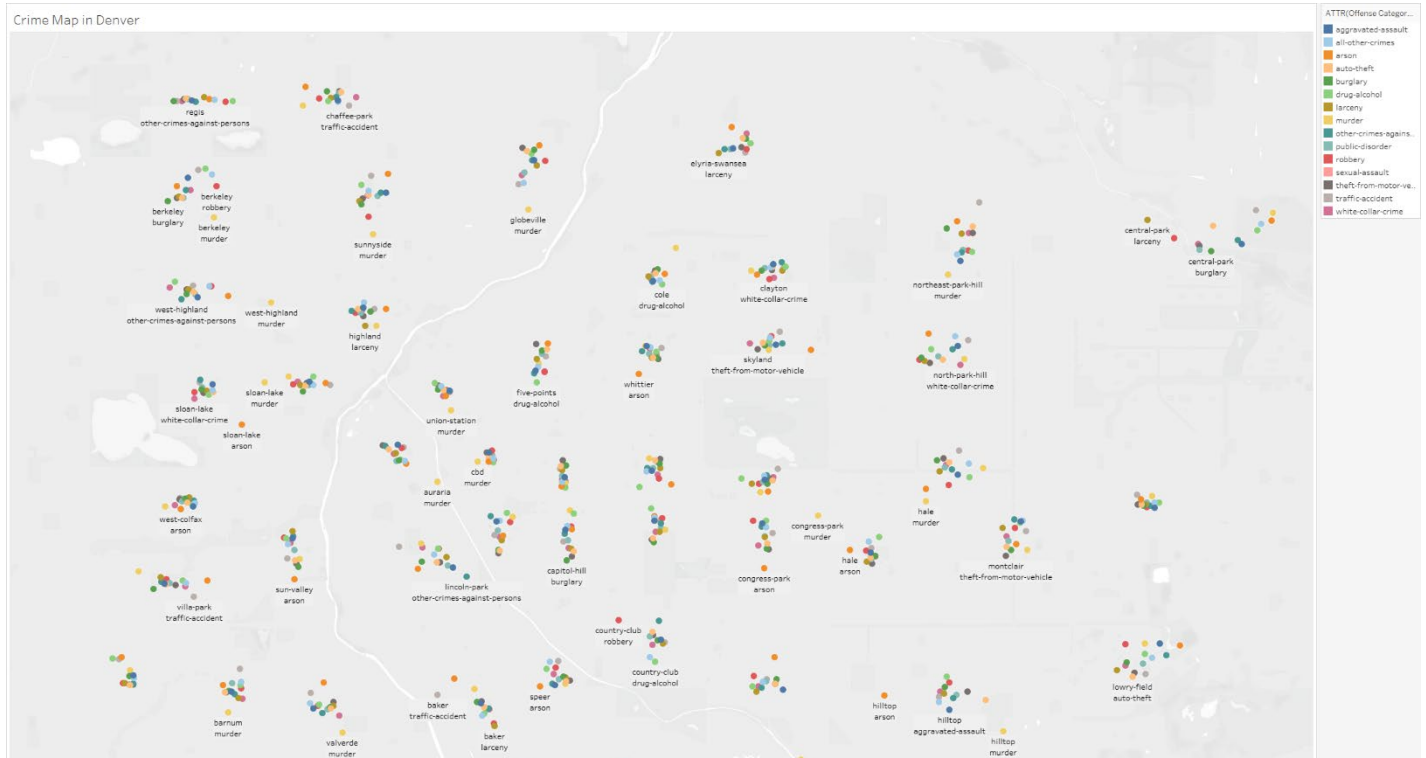 Crime Map in Denver
regis
other-crimes-against-persons
chaffee-park
traffic-accident
elyria-swansea
larceny
berkeley
burglary
berkeley
robbery
berkeley
murder
globeville
murder
sunnyside
murder
central-park
larceny
central-park
burglary
west-highland
other-crimes-against-persons
west-highland
murder
highland
larceny
cole
drug-alcohol
clayton
white-collar-crime
northeast-park-hill
murder
sloan-lake
white-collar-crime
sloan-lake
murder
sloan-lake
arson
union-station
murder
five-points
drug-alcohol
whittier
arson
skyland
theft-from-motor-vehicle
north-park-hill
white-collar-crime
auraria
murder
cbd
murder
west-colfax
arson
congress-park
murder
hale
murder
sun-valley
arson
lincoln-park
other-crimes-against-persons
capitol-hill
burglary
congress-park
arson
hale
arson
montclair
theft-from-motor-vehicle
villa-park
traffic-accident
country-club
robbery
country-club
drug-alcohol
barnum
murder
valverde
murder
baker
traffic-accident
baker
larceny
speer
arson
hilltop
arson
hilltop
aggravated-assault
hilltop
murder
lowry-field
auto-theft
ATTR(Offense Categor...
aggravated-assault
all-other-crimes
arson
auto-theft
burglary
drug-alcohol
larceny
murder
other-crimes-agains..
public-disorder
robbery
sexual-assault
theft-from-motor-ve..
traffic-accident
white-collar-crime